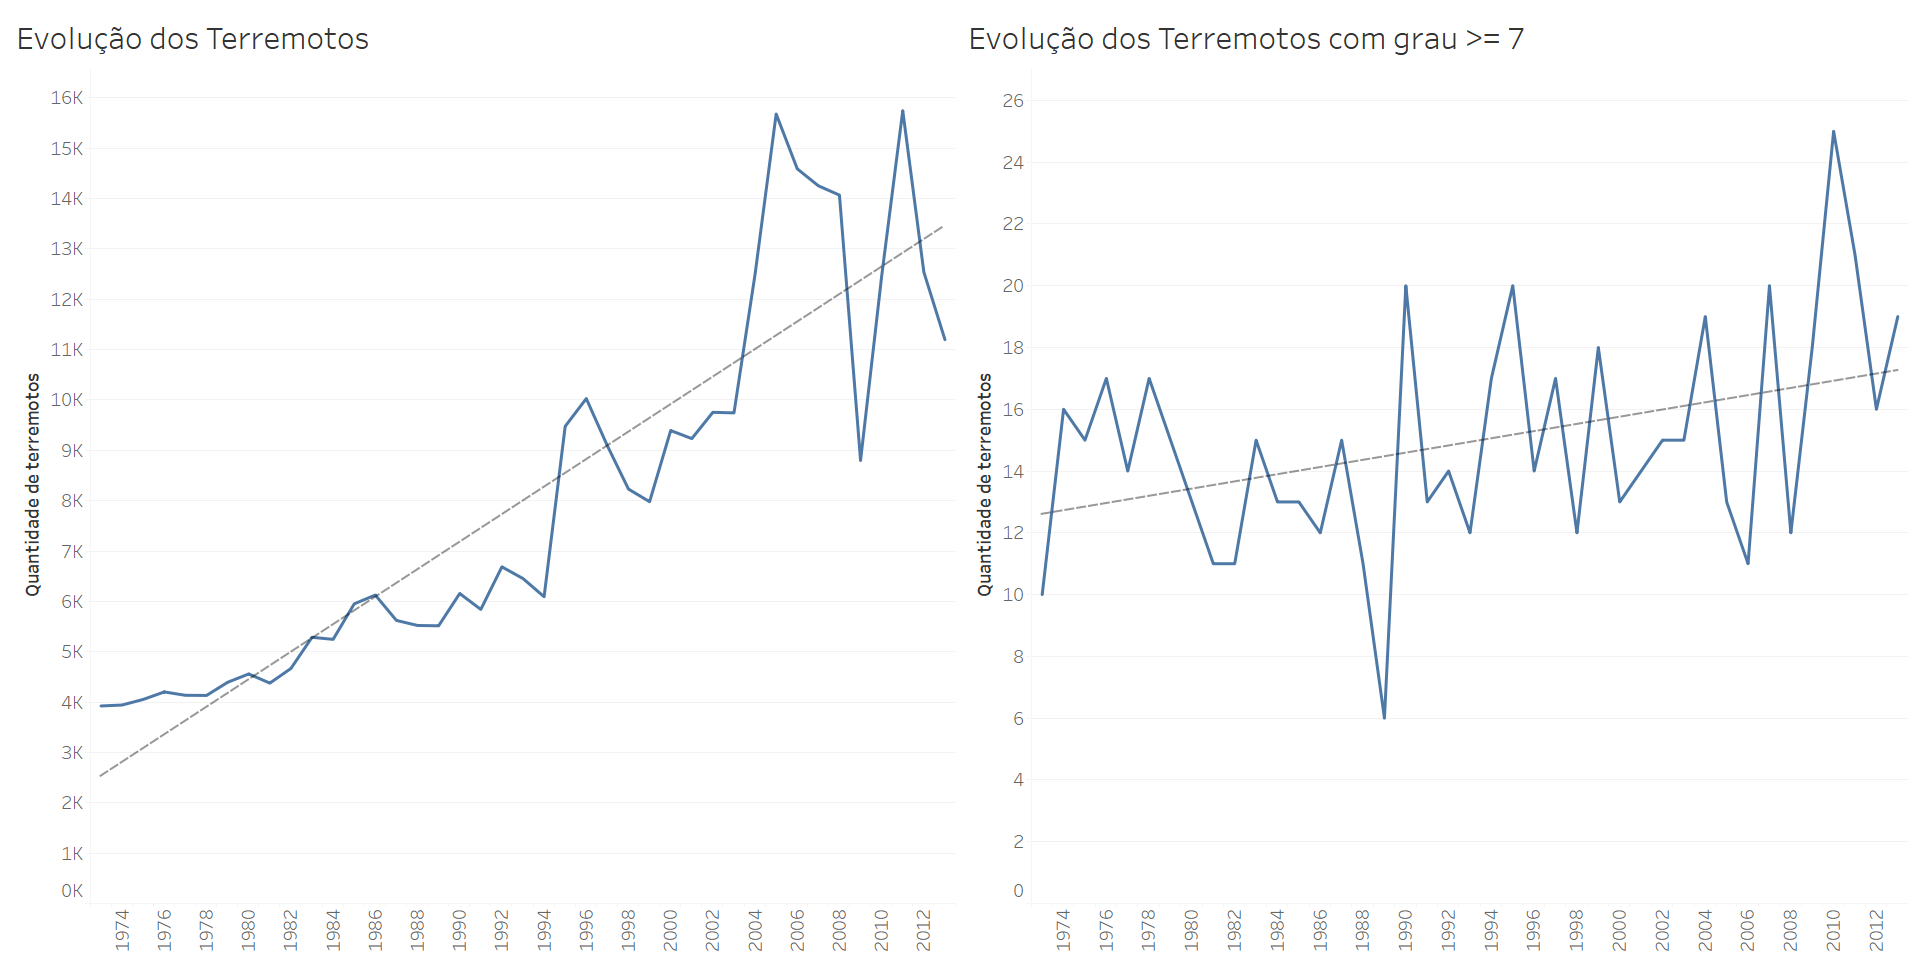 Evolução dos Terremotos
Quantidade de terremotos
16K
15K
14K
13K
12K
11K
10K
9K
8K
7K
6K
5K
4K
3K
2K
1K
0K
1974 1976 1978 1980 1982 1984 1986 1988 1990 1992 1994 1996 1998 2000 2002 2004 2006 2008 2010 2012
Evolução dos Terremotos com grau >= 7
Quantidade de terremotos
26
24
22
20
18
16
14
12
10
8
6
4
2
0
1974 1976 1978 1980 1982 1984 1986 1988 1990 1992 1994 1996 1998 2000 2002 2004 2006 2008 2010 2012